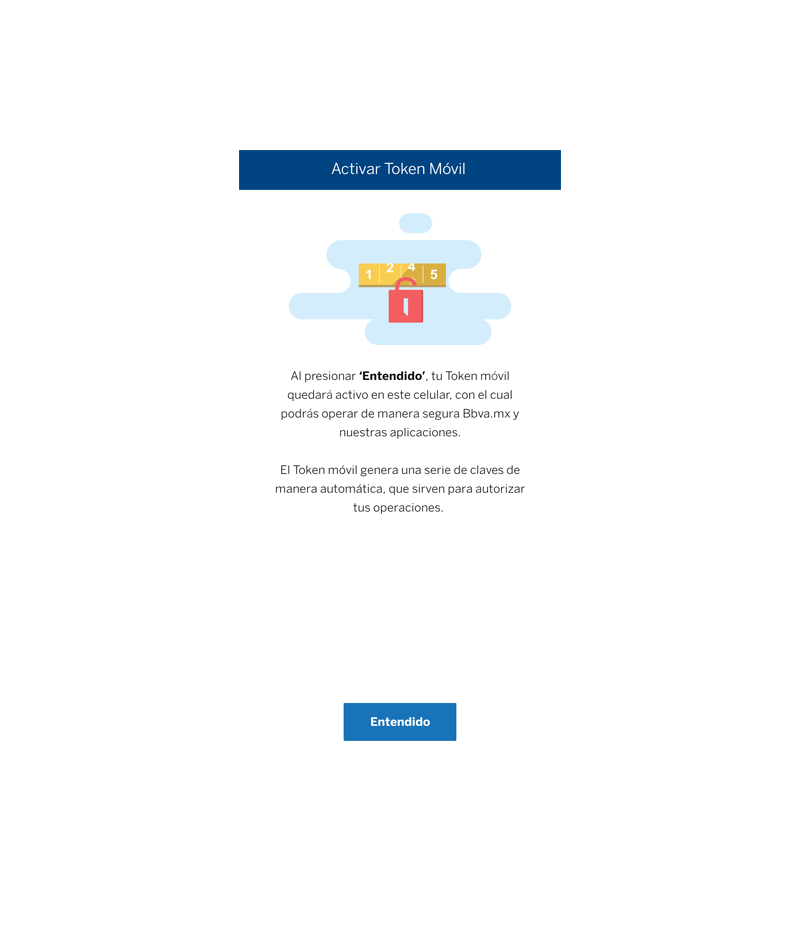 Activar Token Móvil
1 2 4 5
Al presionar ‘Entendido’, tu Token móvil
quedará activo en este celular, con el cual
podrás operar de manera segura Bbva.mx y
nuestras aplicaciones.
El Token móvil genera una serie de claves de
manera automática, que sirven para autorizar
tus operaciones.
Entendido